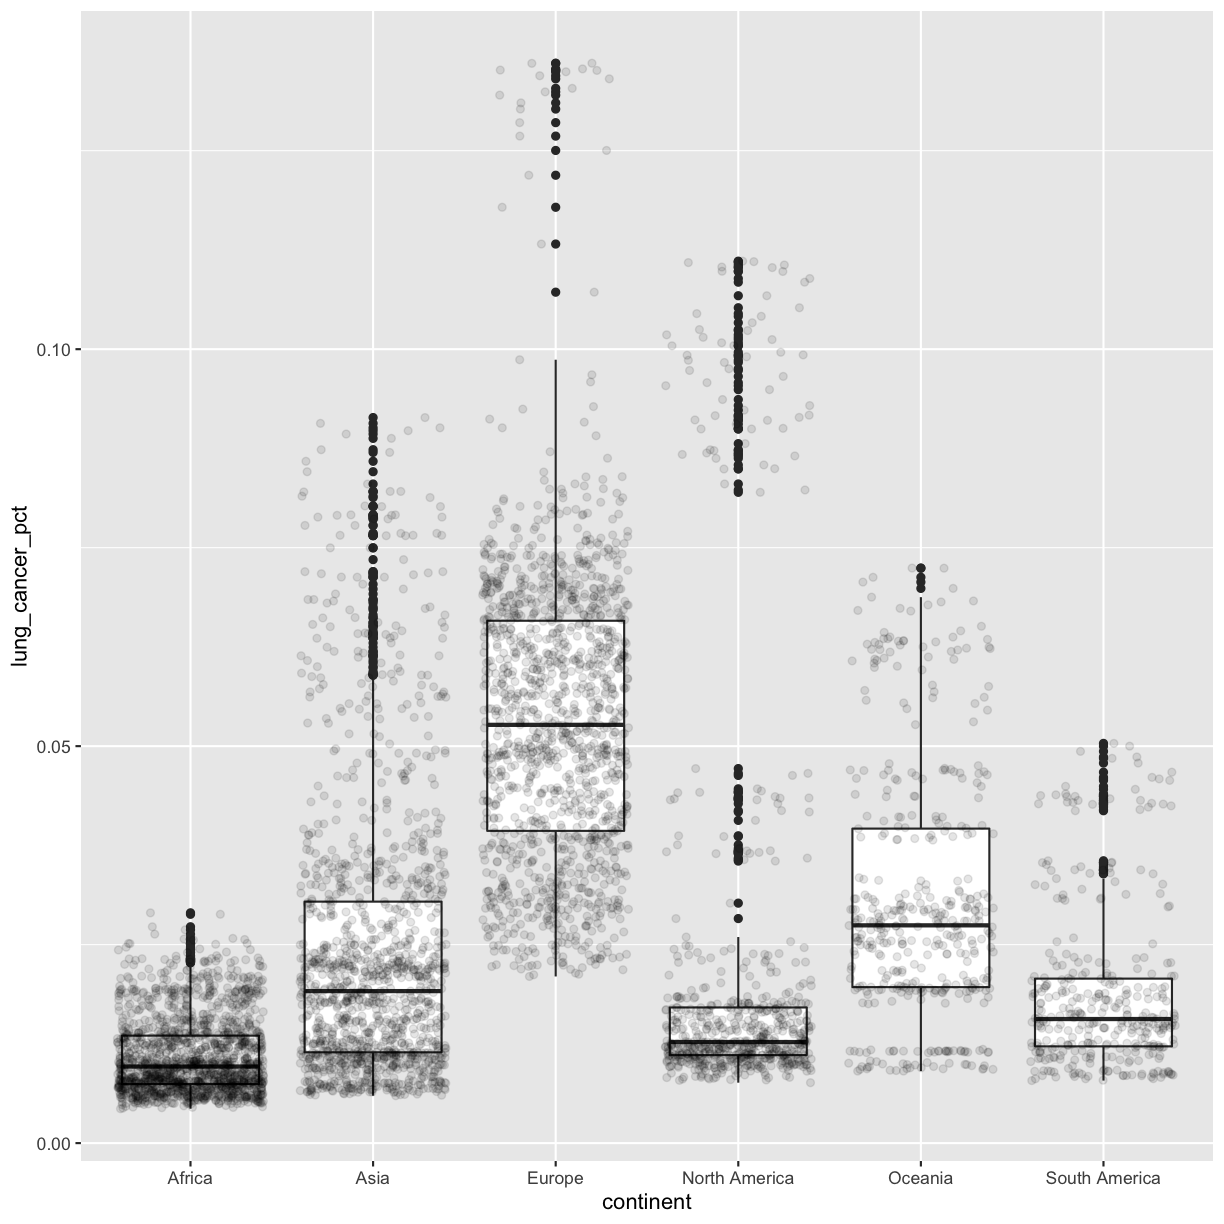 lung_cancer_pct
0.10
0.05
0.00
Africa
Asia
Europe
North America
Oceania
South America
continent